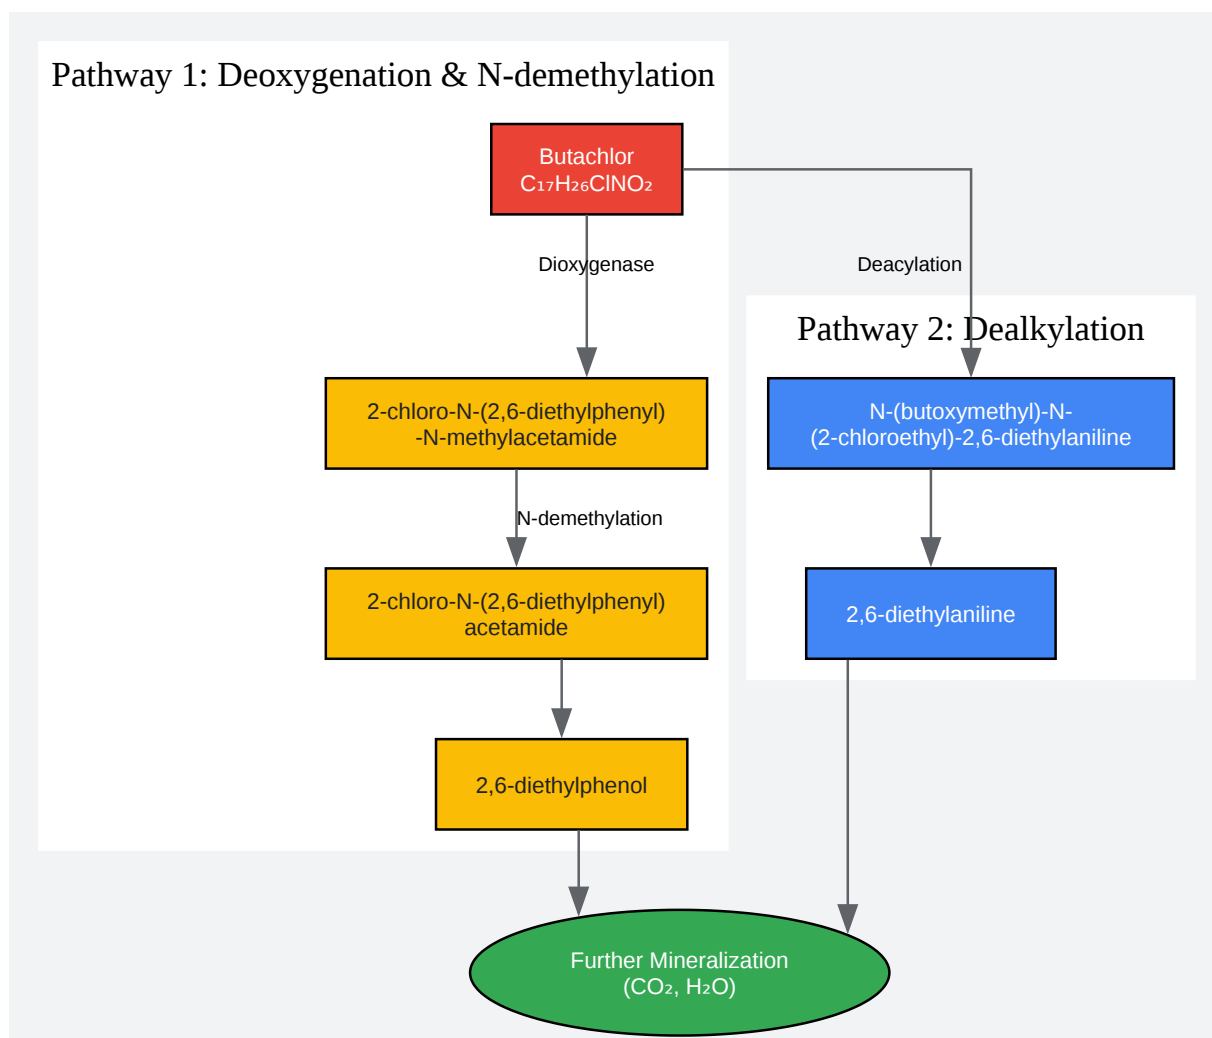 Pathway 1: Deoxygenation & N-demethylation
Butachlor
C₁₇H₂₆ClNO₂
Dioxygenase
Deacylation
Pathway 2: Dealkylation
2-chloro-N-(2,6-diethylphenyl)
-N-methylacetamide
N-(butoxymethyl)-N-
(2-chloroethyl)-2,6-diethylaniline
N-demethylation
2-chloro-N-(2,6-diethylphenyl)
acetamide
2,6-diethylaniline
2,6-diethylphenol
Further Mineralization
(CO₂, H₂O)